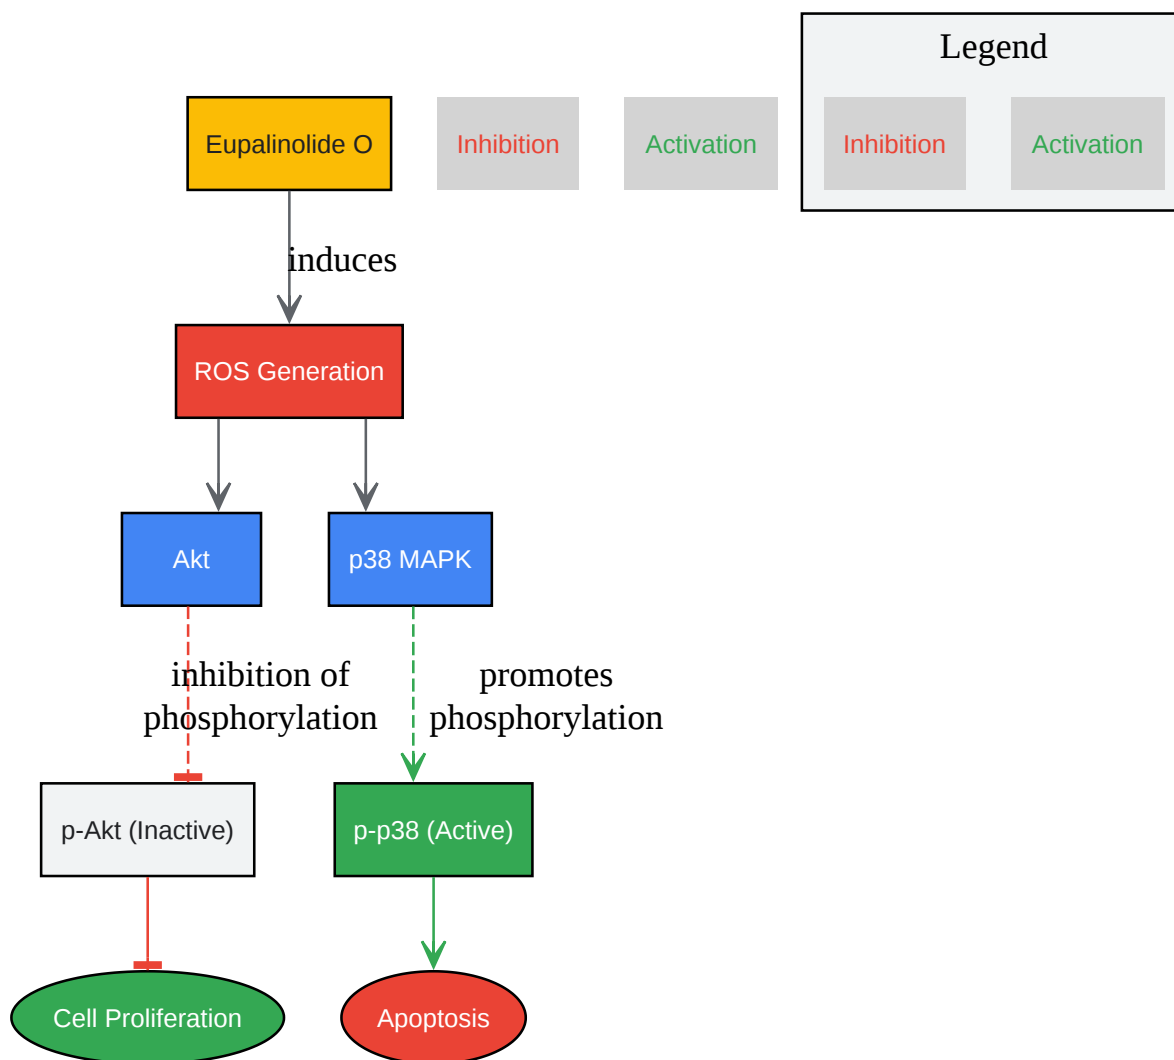 Legend
Eupalinolide O
Inhibition
Activation
Inhibition
Activation
induces
ROS Generation
Akt
p38 MAPK
inhibition of
phosphorylation
promotes
phosphorylation
p-Akt (Inactive)
p-p38 (Active)
Cell Proliferation
Apoptosis